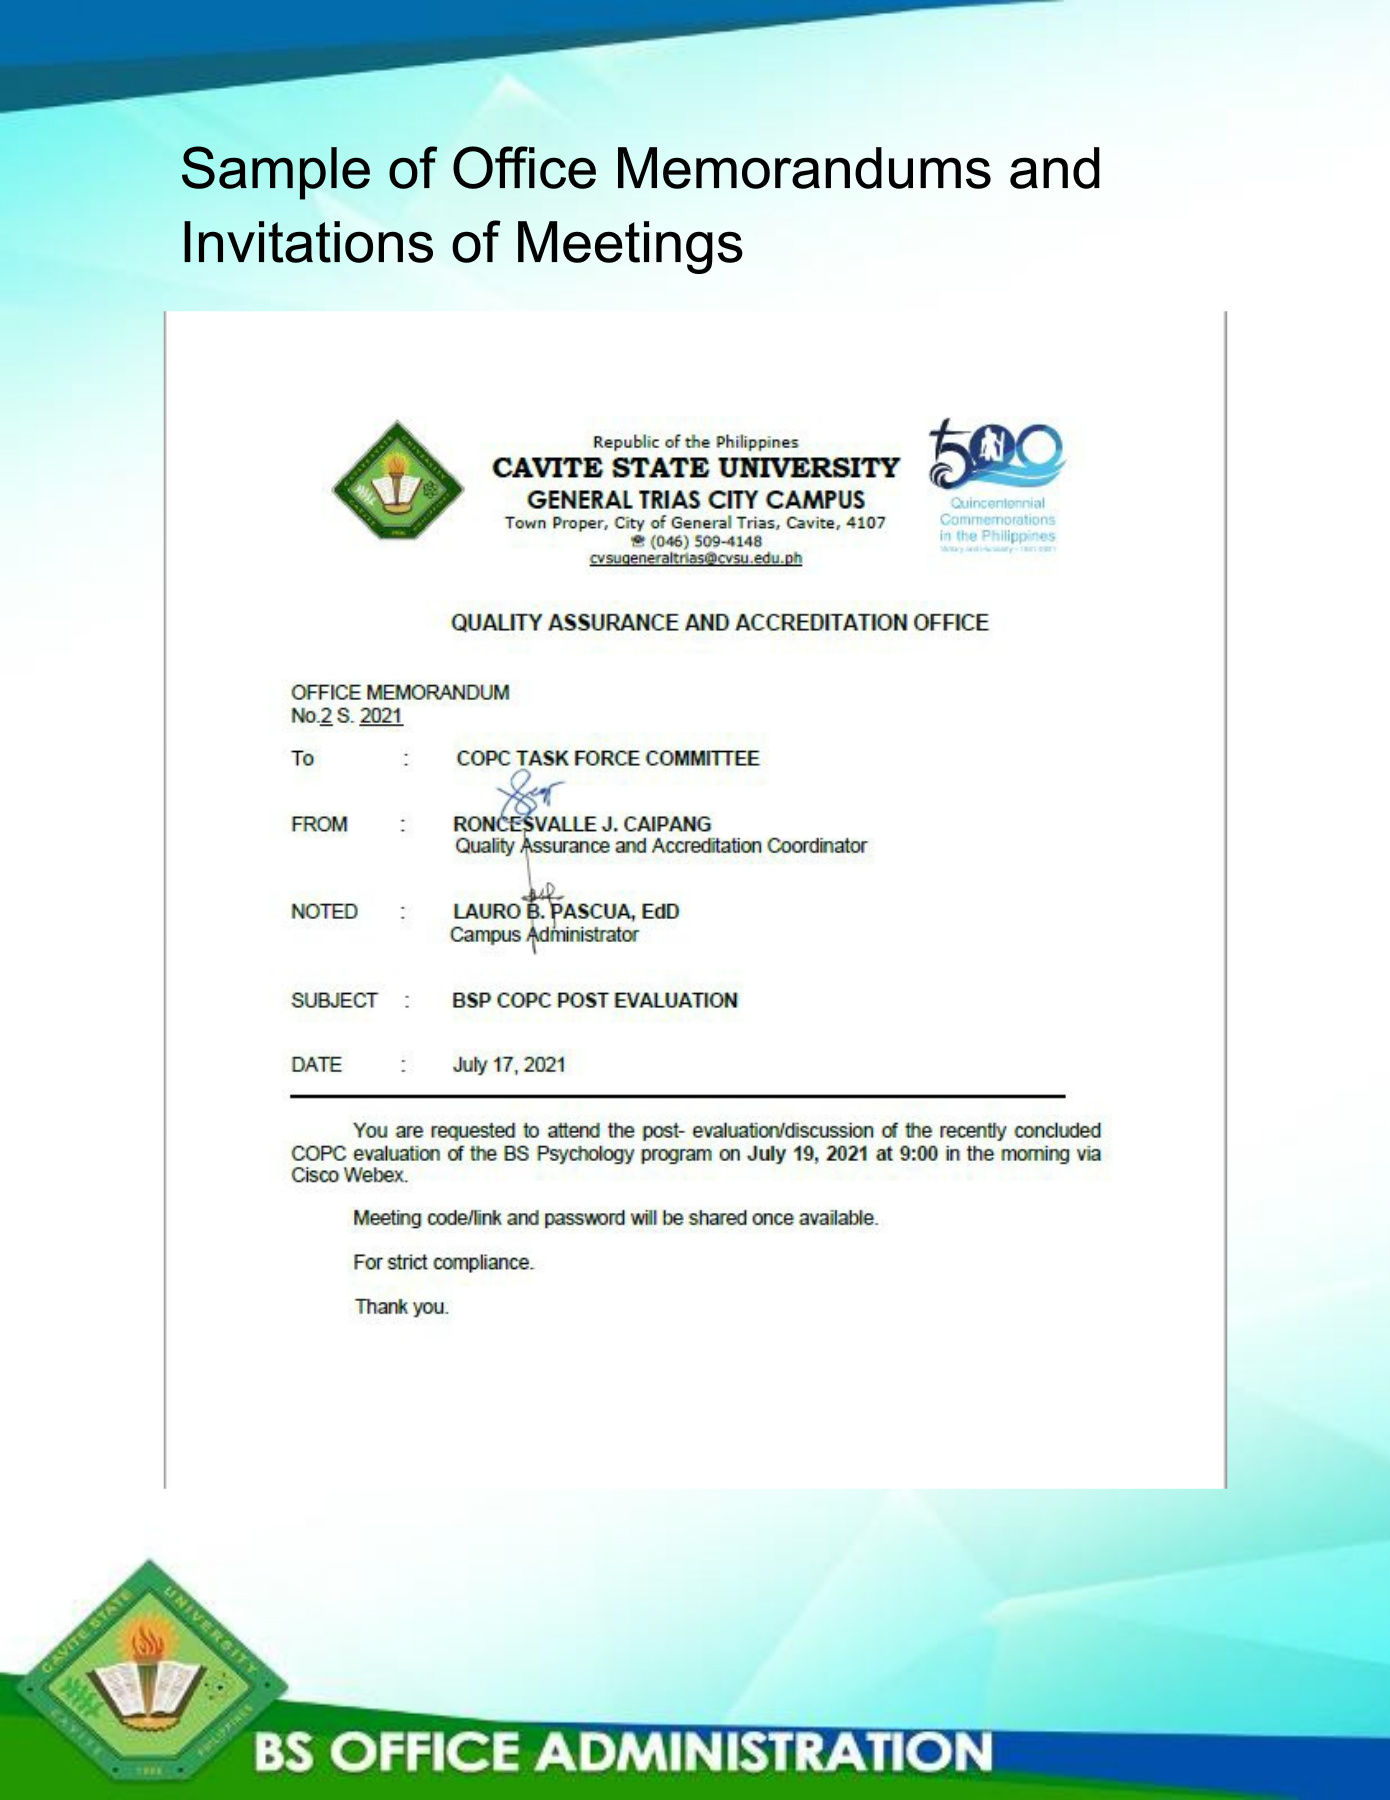 Sample of Office Memorandums and
Invitations of Meetings
Republic of the Philippines
CAVITE STATE UNIVERSITY
GENERAL TRIAS CITY CAMPUS
Town Proper, City of General Trias, Cavite, 4107
☎ (046) 509-4148
cvsugeneraltrias@cvsu.edu.ph
500
Quincentennial
Commemorations
in the Philippines
QUALITY ASSURANCE AND ACCREDITATION OFFICE
OFFICE MEMORANDUM
No.2 S. 2021
To : COPC TASK FORCE COMMITTEE
FROM : RONCESVALLE J. CAIPANG
Quality Assurance and Accreditation Coordinator
NOTED : LAURO B. PASCUA, EdD
Campus Administrator
SUBJECT : BSP COPC POST EVALUATION
DATE : July 17, 2021
You are requested to attend the post- evaluation/discussion of the recently concluded
COPC evaluation of the BS Psychology program on July 19, 2021 at 9:00 in the morning via
Cisco Webex.
Meeting code/link and password will be shared once available.
For strict compliance.
Thank you.
CAVITE STATE UNIVERSITY
CAVITE PHILIPPINES
BS OFFICE ADMINISTRATION